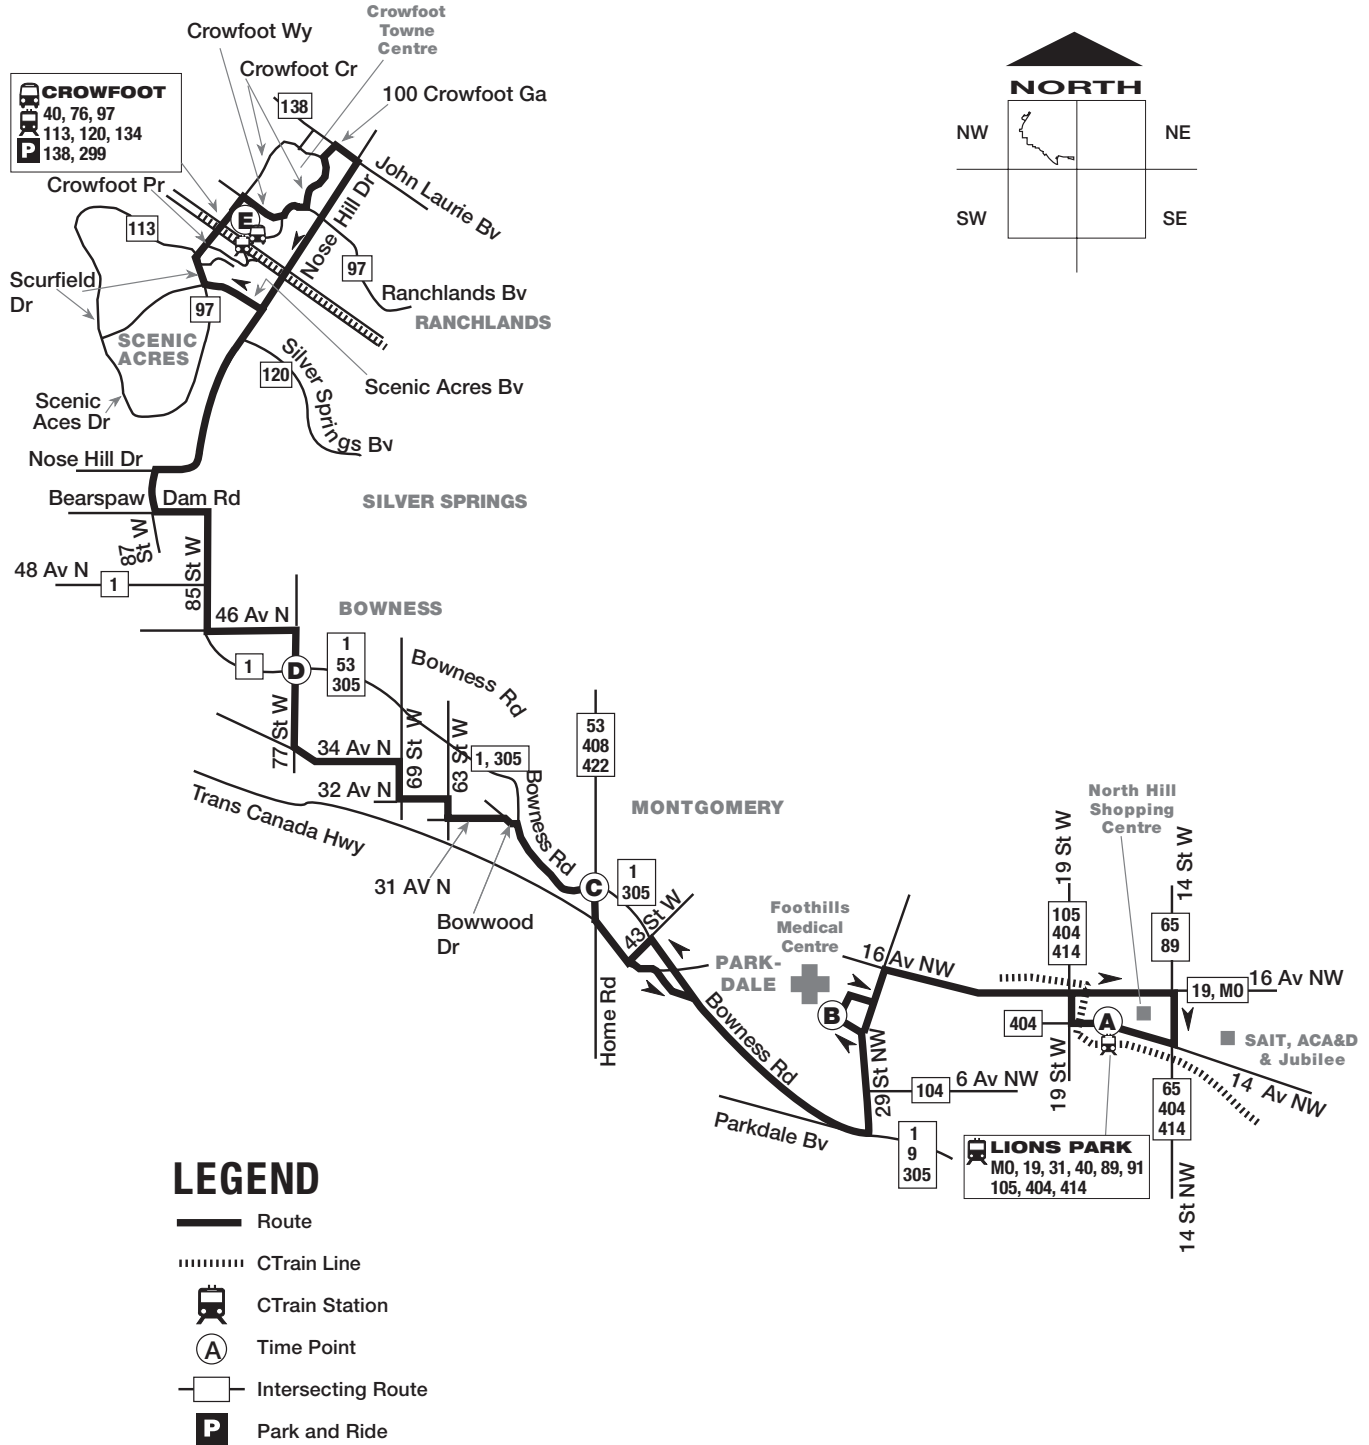 Crowfoot Wy
Crowfoot
Towne
Centre
Crowfoot Cr
100 Crowfoot Ga
138
CROWFOOT
40, 76, 97
113, 120, 134
P 138, 299
NORTH
NW
NE
SW
SE
John Laurie Bv
Crowfoot Pr
Nose Hill Dr
E
113
97
Scurfield
Dr
Ranchlands Bv
RANCHLANDS
97
SCENIC
ACRES
120
Silver Springs Bv
Scenic Acres Bv
Scenic
Aces Dr
Nose Hill Dr
Bearspaw Dam Rd
SILVER SPRINGS
87
St W
85 St W
48 Av N
1
46 Av N
BOWNESS
1
D
1
53
305
Bowness Rd
77 St W
34 Av N
69 St W
63 St W
1, 305
53
408
422
32 Av N
Trans Canada Hwy
Bowness Rd
MONTGOMERY
31 AV N
C
1
305
Bowwood
Dr
43 St W
Home Rd
PARK-
DALE
Foothills
Medical
Centre
16 Av NW
B
Bowness Rd
29 St NW
104
6 Av NW
Parkdale Bv
1
9
305
North Hill
Shopping
Centre
19 St W
14 St W
105
404
414
65
89
19, MO
16 Av NW
404
A
SAIT, ACA&D
& Jubilee
19 St W
14 Av NW
65
404
414
LIONS PARK
MO, 19, 31, 40, 89, 91
105, 404, 414
14 St NW
LEGEND
Route
CTrain Line
CTrain Station
A Time Point
Intersecting Route
P Park and Ride